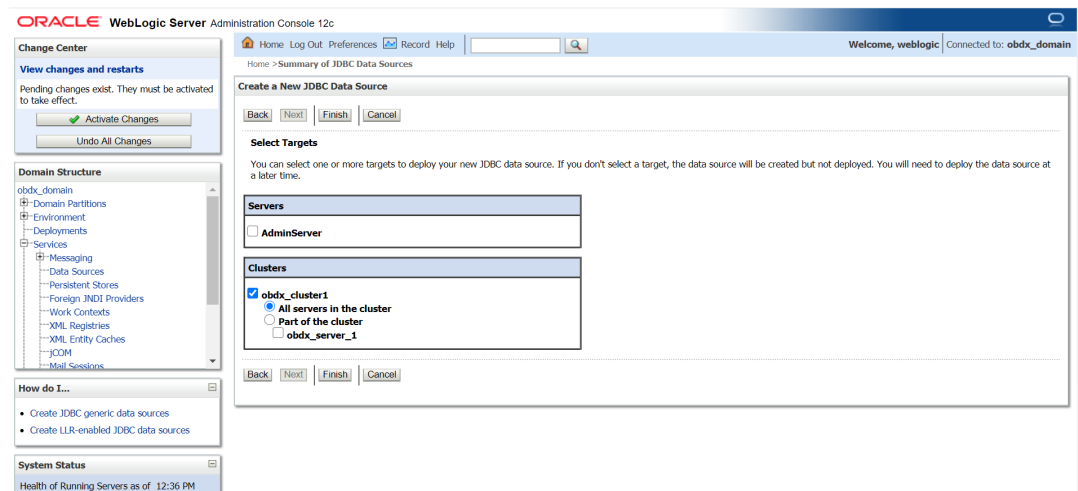 ORACLE WebLogic Server Administration Console 12c
Change Center
View changes and restarts
Pending changes exist. They must be activated
to take effect.
Activate Changes
Undo All Changes
Domain Structure
obdx_domain
Domain Partitions
Environment
Deployments
Services
Messaging
Data Sources
Persistent Stores
Foreign JNDI Providers
Work Contexts
XML Registries
XML Entity Caches
jCOM
Mail Sessions
How do I...
Create JDBC generic data sources
Create LLR-enabled JDBC data sources
System Status
Health of Running Servers as of 12:36 PM
Home Log Out Preferences Record Help
Welcome, weblogic Connected to: obdx_domain
Home >Summary of JDBC Data Sources
Create a New JDBC Data Source
Back Next Finish Cancel
Select Targets
You can select one or more targets to deploy your new JDBC data source. If you don't select a target, the data source will be created but not deployed. You will need to deploy the data source at
a later time.
Servers
AdminServer
Clusters
obdx_cluster1
All servers in the cluster
Part of the cluster
obdx_server_1
Back Next Finish Cancel